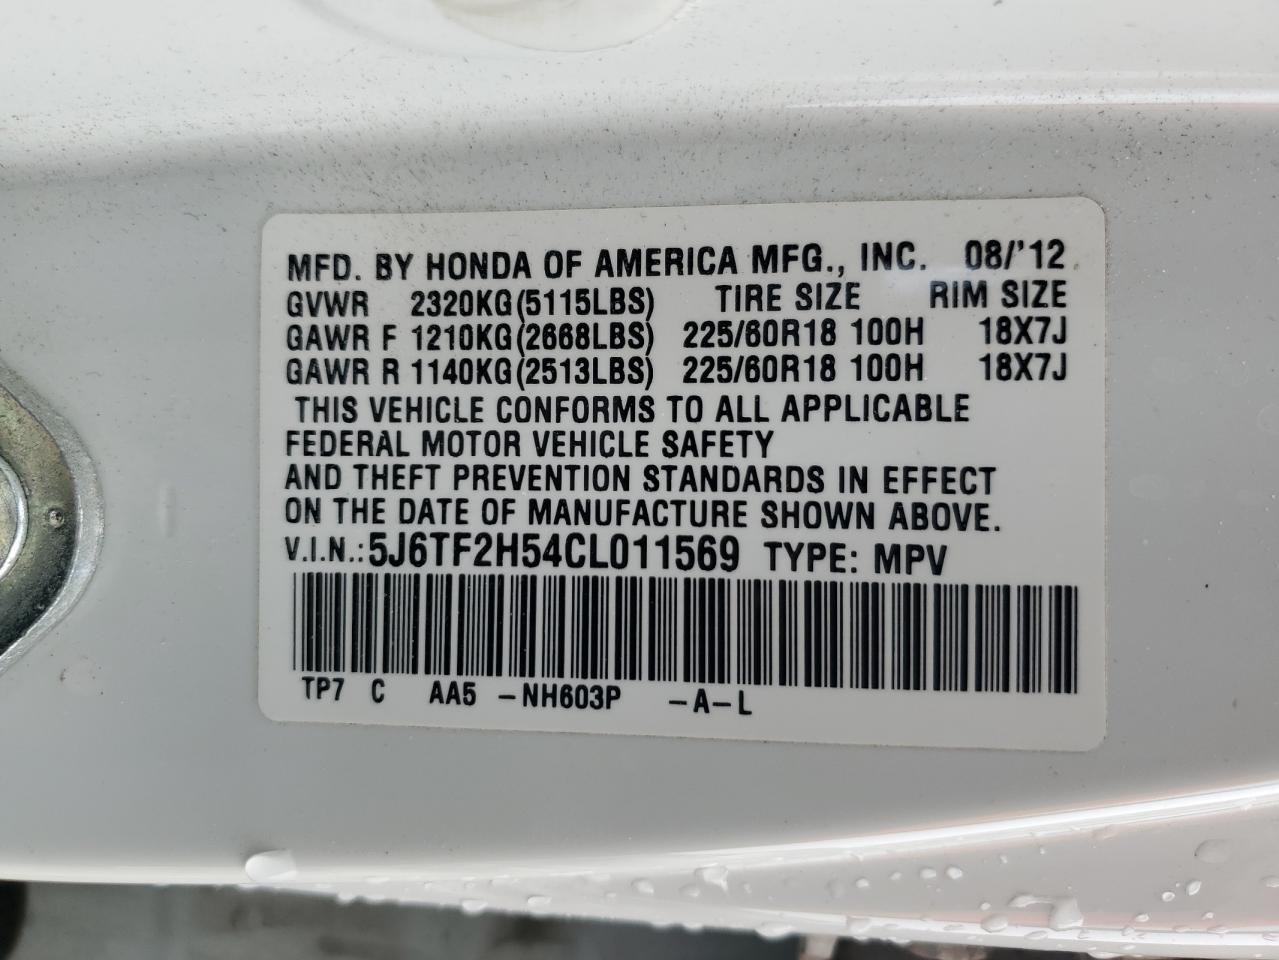 MFD. BY HONDA OF AMERICA MFG., INC. 08/'12
GVWR 2320KG(5115LBS) TIRE SIZE RIM SIZE
GAWR F 1210KG(2668LBS) 225/60R18 100H 18X7J
GAWR R 1140KG(2513LBS) 225/60R18 100H 18X7J
THIS VEHICLE CONFORMS TO ALL APPLICABLE
FEDERAL MOTOR VEHICLE SAFETY
AND THEFT PREVENTION STANDARDS IN EFFECT
ON THE DATE OF MANUFACTURE SHOWN ABOVE.
V.I.N.: 5J6TF2H54CL011569 TYPE: MPV
TP7 C AA5 -NH603P -A-L